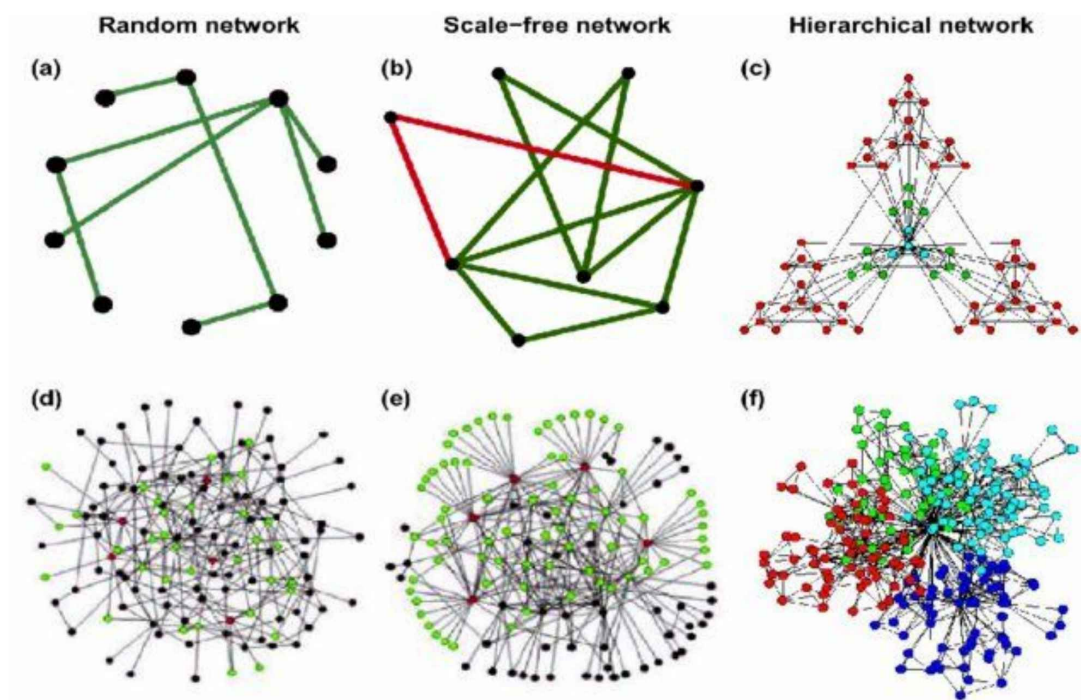 Random network
Scale-free network
Hierarchical network
(a)
(b)
(c)
(d)
(e)
(f)